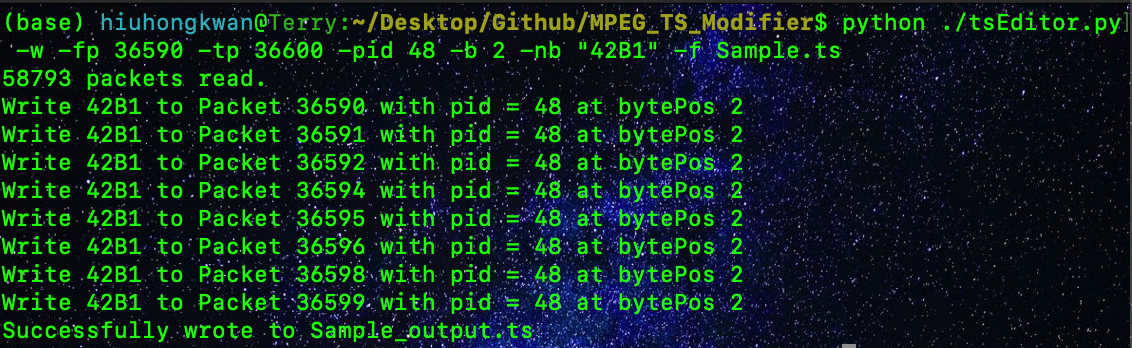 (base) hiuhongkwan@Terry:~/Desktop/Github/MPEG_TS_Modifier$ python ./tsEditor.py]
-w -fp 36590 -tp 36600 -pid 48 -b 2 -nb "42B1" -f Sample.ts
58793 packets read.
Write 42B1 to Packet 36590 with pid = 48 at bytePos 2
Write 42B1 to Packet 36591 with pid = 48 at bytePos 2
Write 42B1 to Packet 36592 with pid = 48 at bytePos 2
Write 42B1 to Packet 36594 with pid = 48 at bytePos 2
Write 42B1 to Packet 36595 with pid = 48 at bytePos 2
Write 42B1 to Packet 36596 with pid = 48 at bytePos 2
Write 42B1 to Packet 36598 with pid = 48 at bytePos 2
Write 42B1 to Packet 36599 with pid = 48 at bytePos 2
Successfully wrote to Sample_output.ts